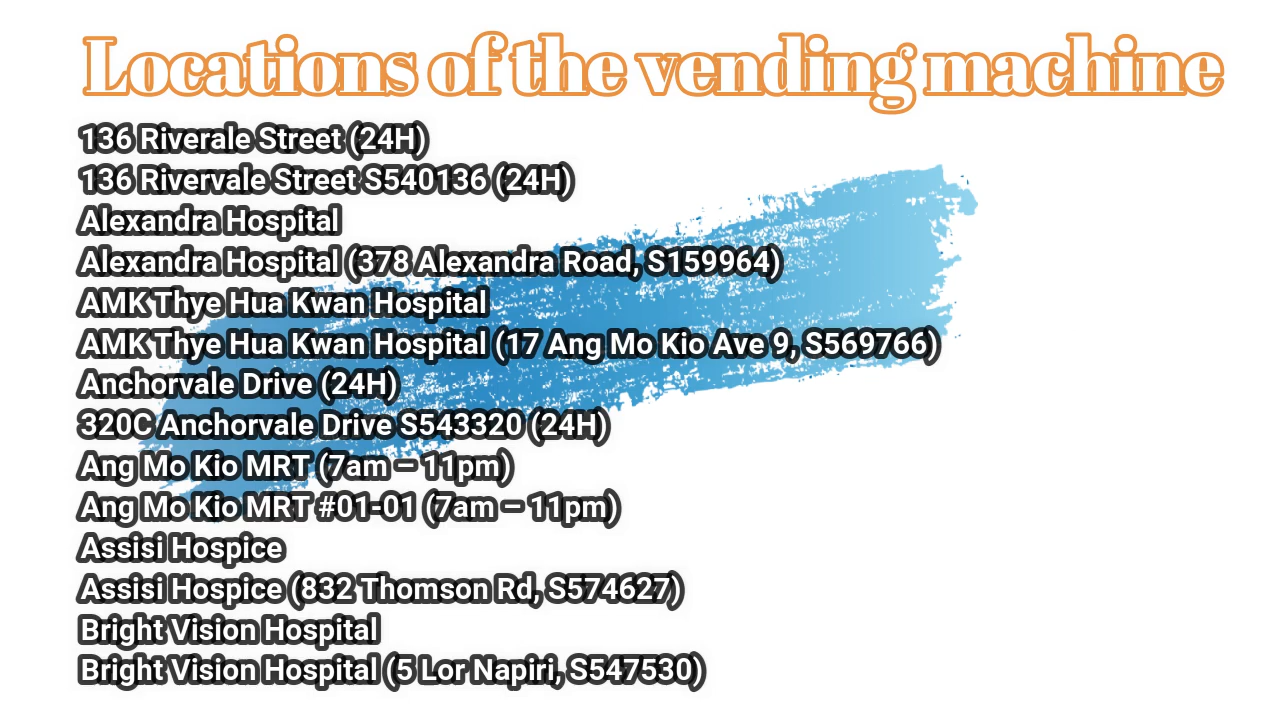 Locations of the vending machine
136 Riverale Street (24H)
136 Rivervale Street S540136 (24H)
Alexandra Hospital
Alexandra Hospital (378 Alexandra Road, S159964)
AMK Thye Hua Kwan Hospital
AMK Thye Hua Kwan Hospital (17 Ang Mo Kio Ave 9, S569766)
Anchorvale Drive (24H)
320C Anchorvale Drive S543320 (24H)
Ang Mo Kio MRT (7am – 11pm)
Ang Mo Kio MRT #01-01 (7am – 11pm)
Assisi Hospice
Assisi Hospice (832 Thomson Rd, S574627)
Bright Vision Hospital
Bright Vision Hospital (5 Lor Napiri, S547530)